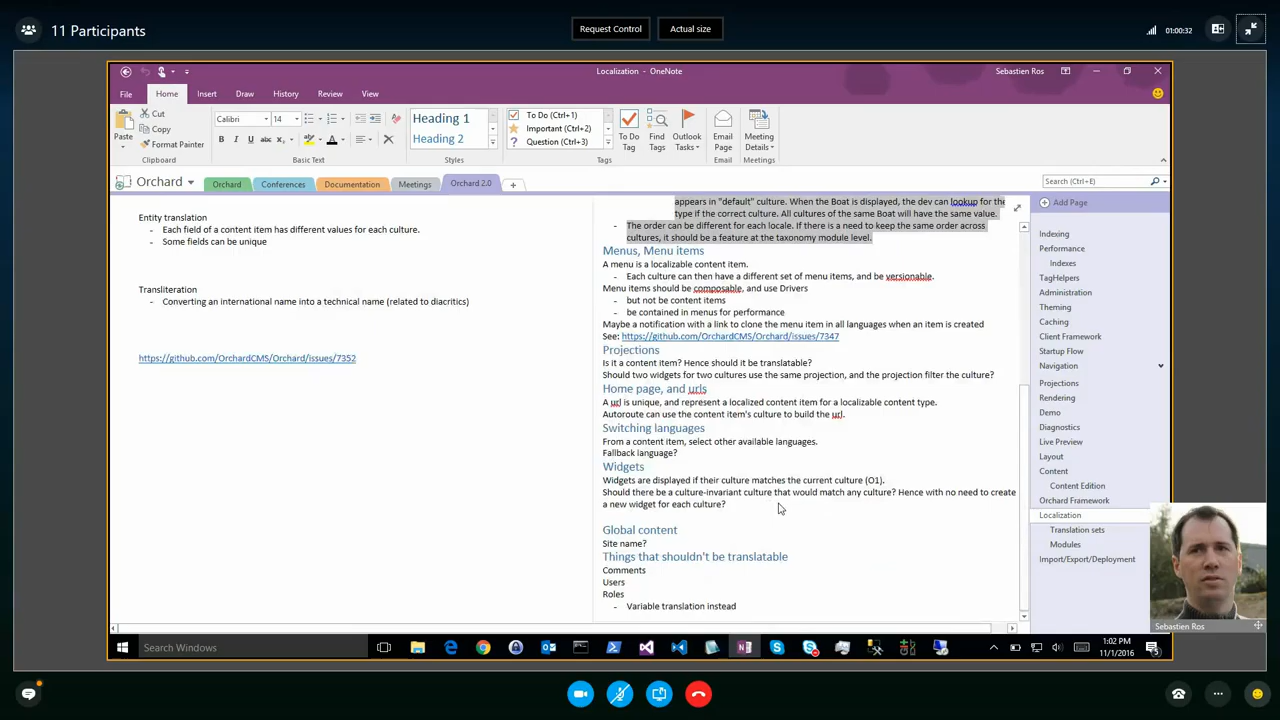 11 Participants
Request Control
Actual size
01:00:32
Localization - OneNote
Sebastien Ros
File
Home
Insert
Draw
History
Review
View
Paste
Cut
Copy
Format Painter
Clipboard
Calibri
14
B I U abc x₂
A
Basic Text
Heading 1
Heading 2
Styles
To Do (Ctrl+1)
Important (Ctrl+2)
Question (Ctrl+3)
To Do
Tag
Find
Tags
Outlook
Tasks
Tags
Email
Page
Email
Meeting
Details
Meetings
Orchard
Orchard
Conferences
Documentation
Meetings
Orchard 2.0
Search (Ctrl+E)
Entity translation
- Each field of a content item has different values for each culture.
- Some fields can be unique
Transliteration
- Converting an international name into a technical name (related to diacritics)
https://github.com/OrchardCMS/Orchard/issues/7352
appears in "default" culture. When the Boat is displayed, the dev can lookup for the
type if the correct culture. All cultures of the same Boat will have the same value.
- The order can be different for each locale. If there is a need to keep the same order across
cultures, it should be a feature at the taxonomy module level.
Menus, Menu items
A menu is a localizable content item.
- Each culture can then have a different set of menu items, and be versionable.
Menu items should be composable, and use Drivers
- but not be content items
- be contained in menus for performance
Maybe a notification with a link to clone the menu item in all languages when an item is created
See: https://github.com/OrchardCMS/Orchard/issues/7347
Projections
Is it a content item? Hence should it be translatable?
Should two widgets for two cultures use the same projection, and the projection filter the culture?
Home page, and urls
A url is unique, and represent a localized content item for a localizable content type.
Autoroute can use the content item's culture to build the url.
Switching languages
From a content item, select other available languages.
Fallback language?
Widgets
Widgets are displayed if their culture matches the current culture (O1).
Should there be a culture-invariant culture that would match any culture? Hence with no need to create
a new widget for each culture?
Global content
Site name?
Things that shouldn't be translatable
Comments
Users
Roles
- Variable translation instead
Add Page
Indexing
Performance
Indexes
TagHelpers
Administration
Theming
Caching
Client Framework
Startup Flow
Navigation
Projections
Rendering
Demo
Diagnostics
Live Preview
Layout
Content
Content Edition
Orchard Framework
Localization
Translation sets
Modules
Import/Export/Deployment
Sebastien Ros
Search Windows
1:02 PM
11/1/2016